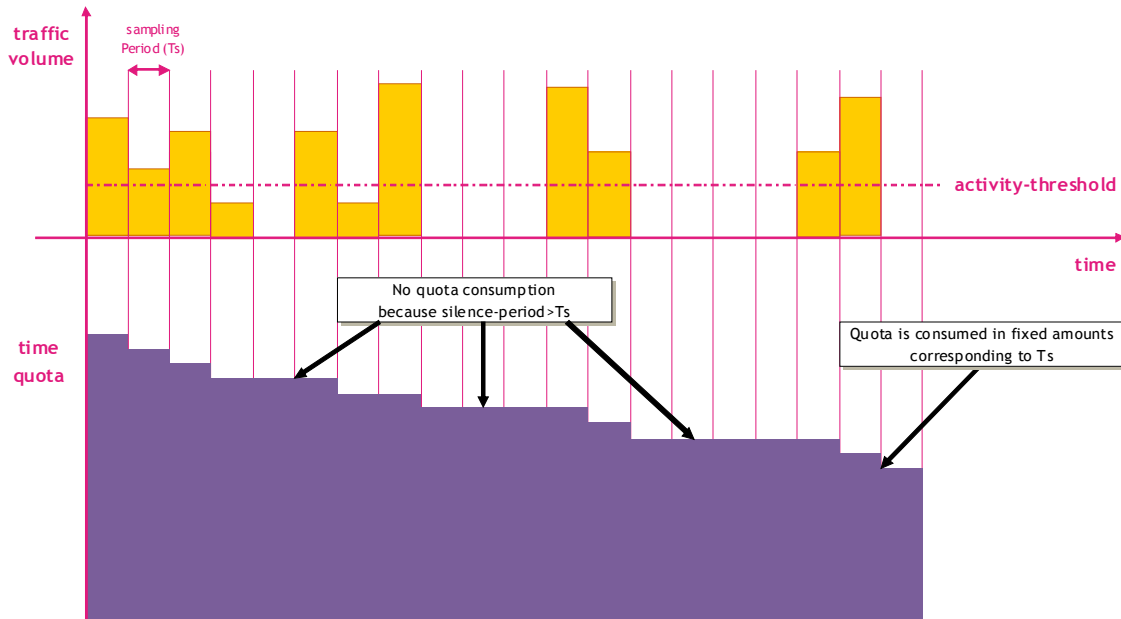 traffic
volume
sampling
Period (Ts)
activity-threshold
time
No quota consumption
because silence-period>Ts
time
quota
Quota is consumed in fixed amounts
corresponding to Ts